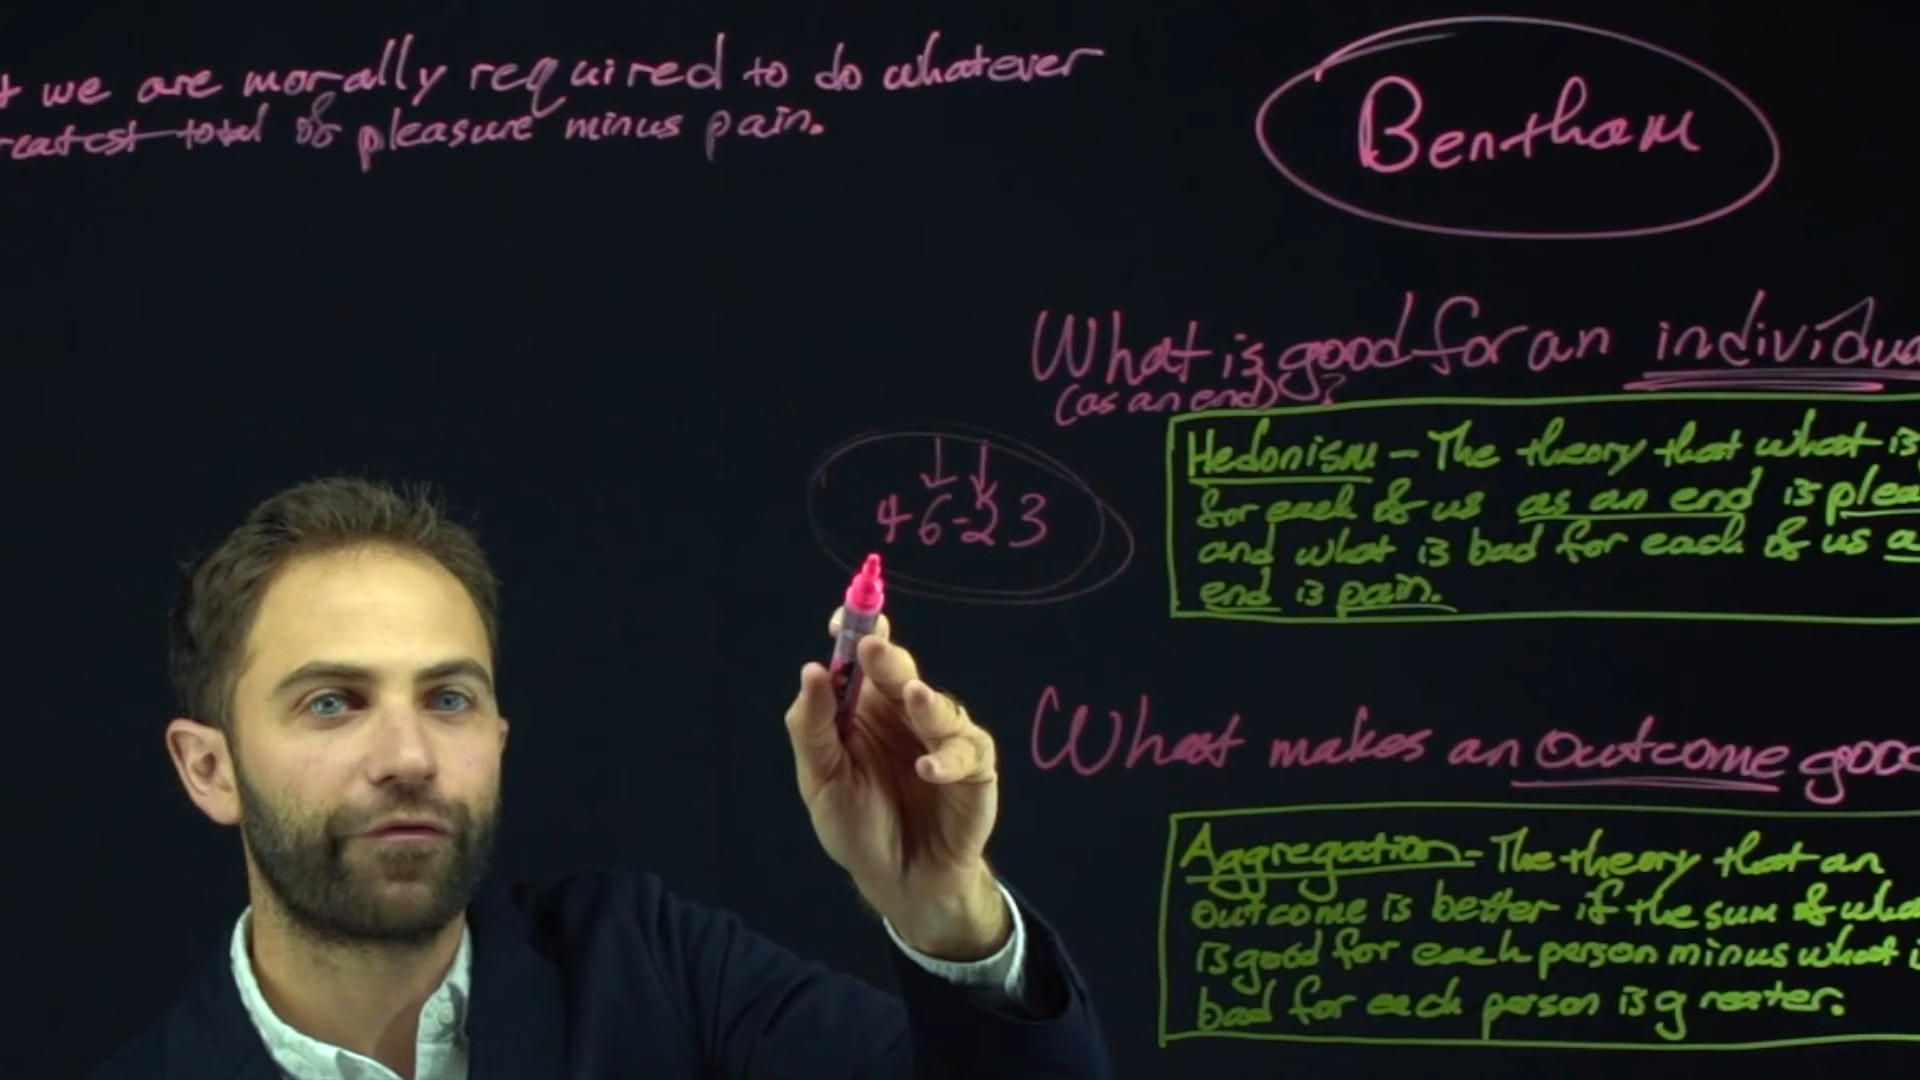 we are morally required to do whatever
total of pleasure minus pain.
Bentham
What is good for an
(as an end)?
46-23
Hedonism - The theory that what is
for each of us as an end is
and what is bad for each of us
end is pain.
What makes an outcome
Aggregation - The theory that an
outcome is better if the sum of
is good for each person minus what
bad for each person is greater.